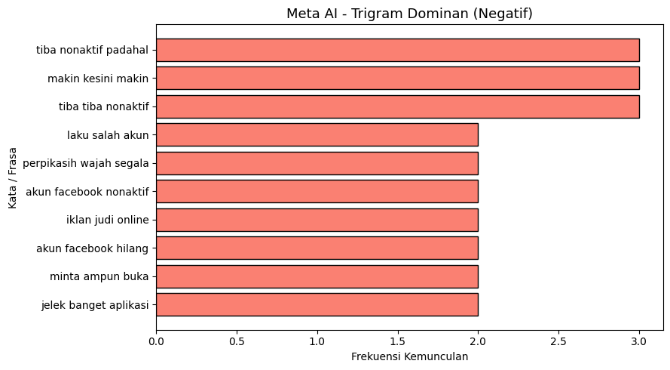 Meta AI - Trigram Dominan (Negatif)
Kata / Frasa
tiba nonaktif padahal
makin kesini makin
tiba tiba nonaktif
laku salah akun
perpikasih wajah segala
akun facebook nonaktif
iklan judi online
akun facebook hilang
minta ampun buka
jelek banget aplikasi
0.0 0.5 1.0 1.5 2.0 2.5 3.0
Frekuensi Kemunculan